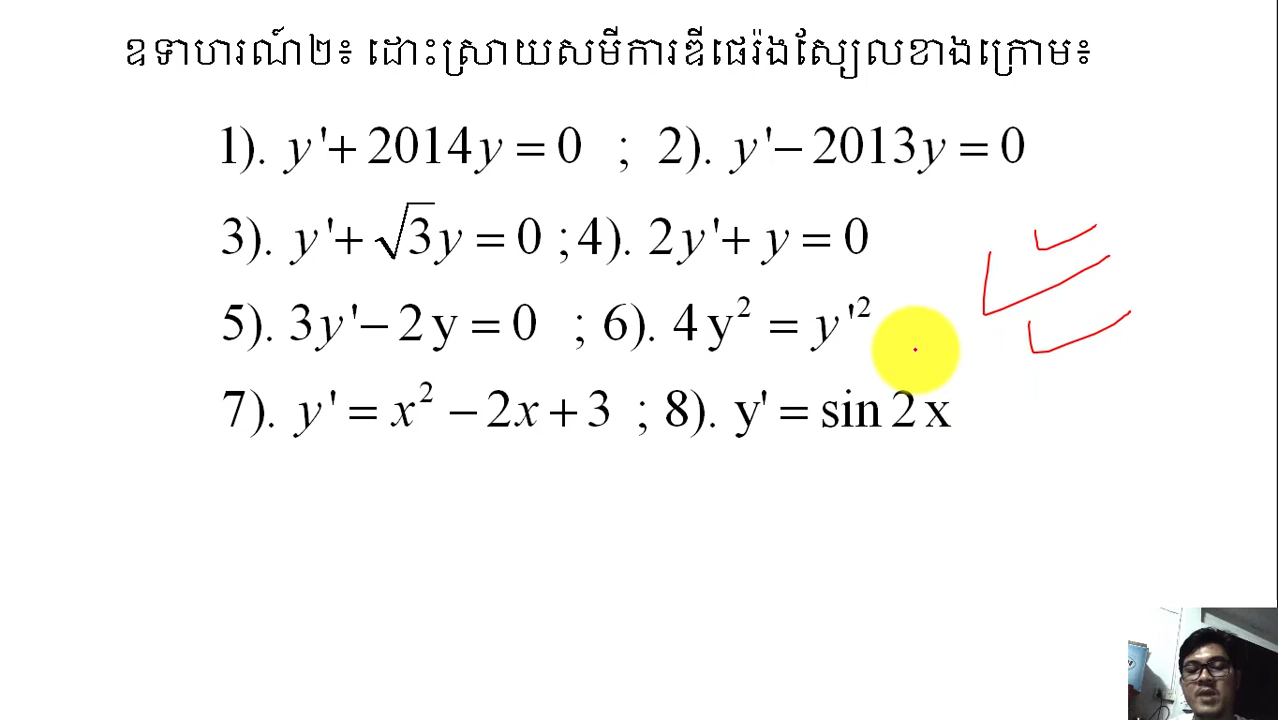 ឧទាហរណ៍២៖ ដោះស្រាយសមីការឌីផេរ៉ងស្យែលខាងក្រោម៖
1). y'+ 2014y = 0 ; 2). y'− 2013y = 0
3). y'+ √3y = 0 ; 4). 2y'+ y = 0
5). 3y'− 2y = 0 ; 6). 4y² = y'²
7). y' = x² − 2x + 3 ; 8). y' = sin 2x